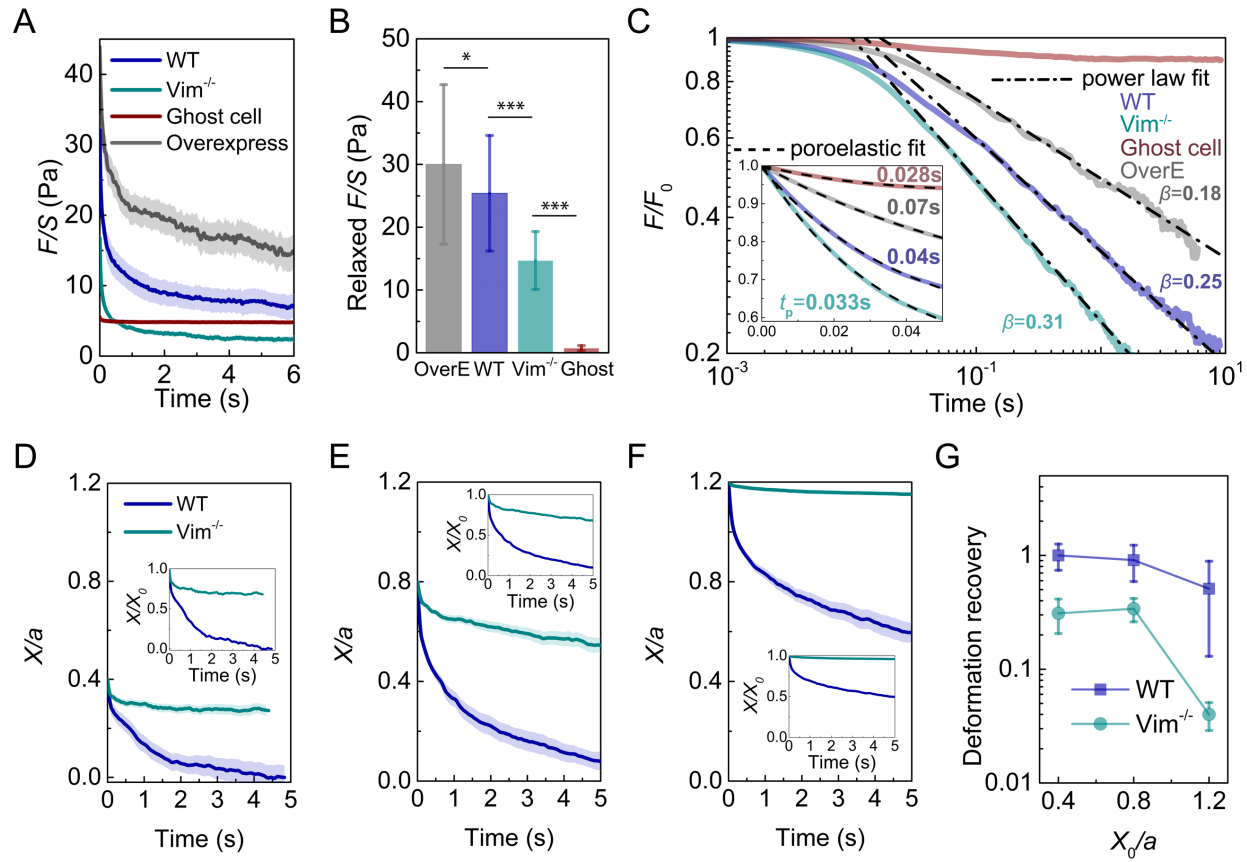 A
F/S (Pa)
40
30
20
10
0
WT
Vim-/-
Ghost cell
Overexpress
0 2 4 6
Time (s)
B
Relaxed F/S (Pa)
50
40
30
20
10
0
*
***
***
OverE WT Vim-/- Ghost
C
F/F0
1
0.8
0.6
0.4
0.2
power law fit
WT
Vim-/-
Ghost cell
OverE
β=0.18
β=0.25
β=0.31
poroelastic fit
1.0
0.9
0.8
0.7
0.6
0.028s
0.07s
0.04s
tp=0.033s
0.00 0.02 0.04
10-3 10-1 101
Time (s)
D
X/a
1.2
0.8
0.4
0.0
WT
Vim-/-
X/X0
1.0
0.5
0.0
0 1 2 3 4 5
Time (s)
0 1 2 3 4 5
Time (s)
E
X/a
1.2
0.8
0.4
0.0
X/X0
1.0
0.5
0
0 1 2 3 4 5
Time (s)
0 1 2 3 4 5
Time (s)
F
X/a
1.2
0.8
0.4
0.0
X/X0
1.0
0.5
0
0 1 2 3 4 5
Time (s)
0 1 2 3 4 5
Time (s)
G
Deformation recovery
1
0.1
0.01
WT
Vim-/-
0.4 0.8 1.2
X0/a